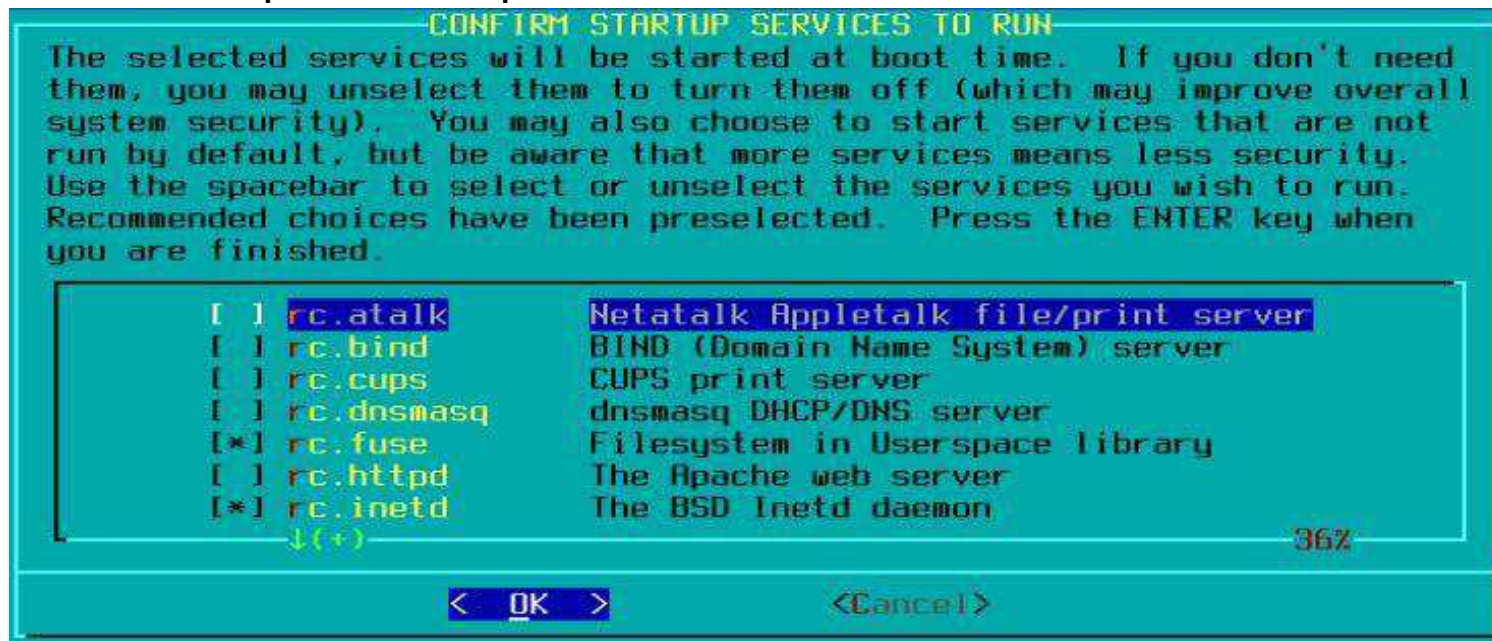 CONFIRM STARTUP SERVICES TO RUN
The selected services will be started at boot time.  If you don't need
them, you may unselect them to turn them off (which may improve overall
system security).  You may also choose to start services that are not
run by default, but be aware that more services means less security.
Use the spacebar to select or unselect the services you wish to run.
Recommended choices have been preselected.  Press the ENTER key when
you are finished.
[ ] rc.atalk Netatalk Appletalk file/print server
[ ] rc.bind BIND (Domain Name System) server
[ ] rc.cups CUPS print server
[ ] rc.dnsmasq dnsmasq DHCP/DNS server
[*] rc.fuse Filesystem in Userspace library
[ ] rc.httpd The Apache web server
[*] rc.inetd The BSD Inetd daemon
↓(+) 36%
< OK > <Cancel>